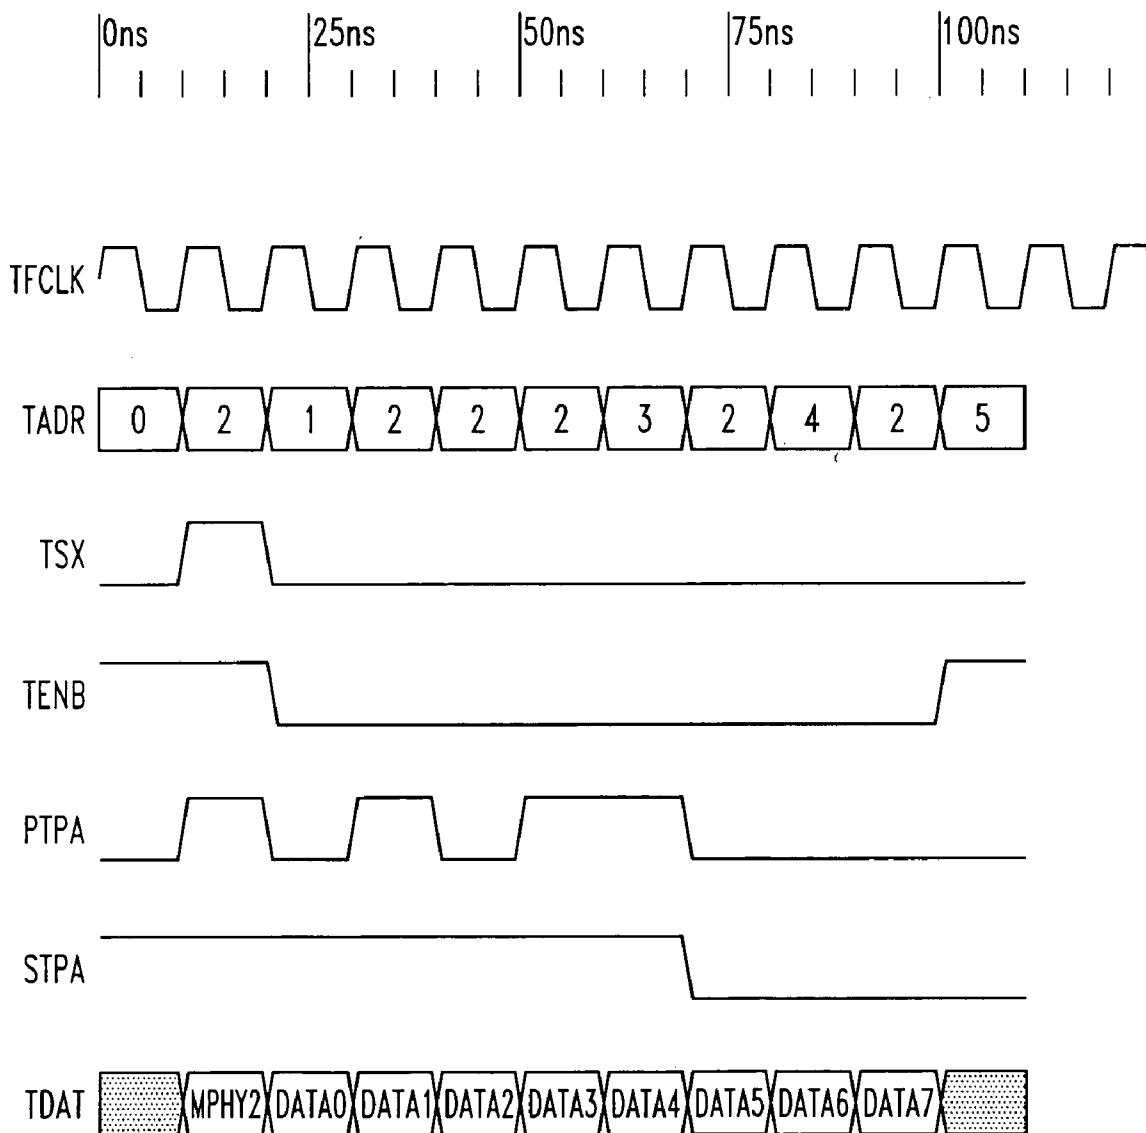 0ns 25ns 50ns 75ns 100ns
TFCLK
TADR 0 2 1 2 2 2 3 2 4 2 5
TSX
TENB
PTPA
STPA
TDAT MPHY2 DATA0 DATA1 DATA2 DATA3 DATA4 DATA5 DATA6 DATA7